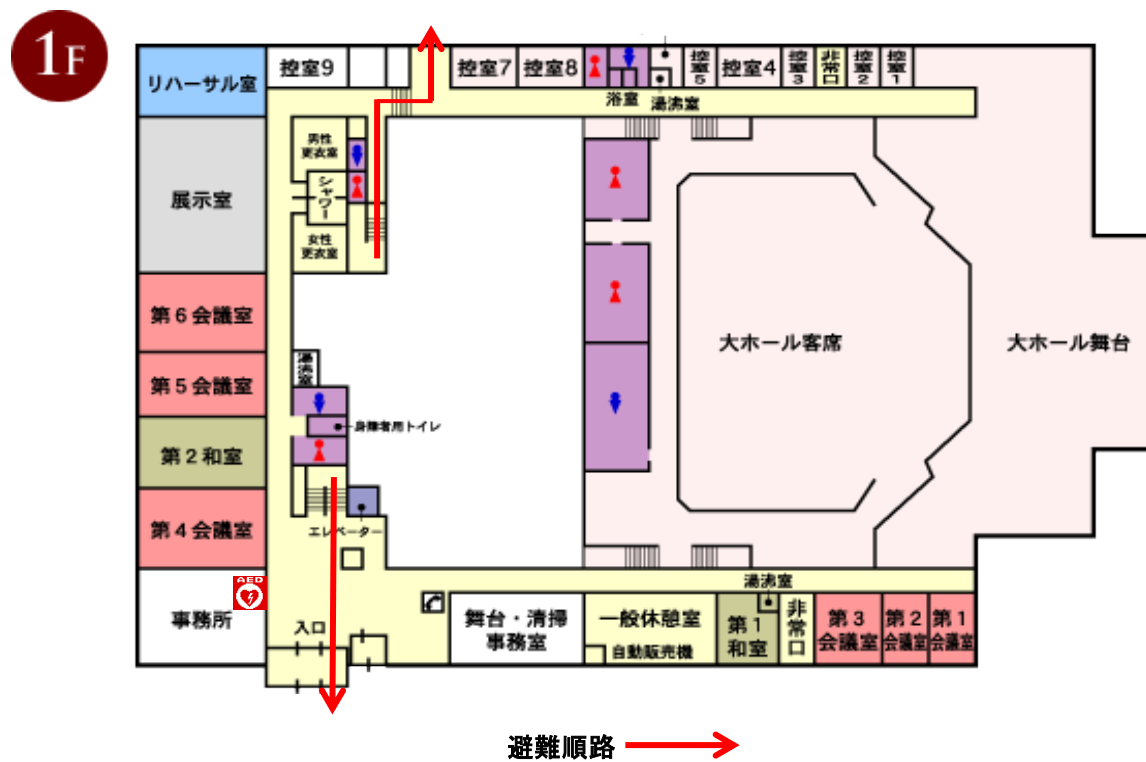 1F
リハーサル室
控室9
控室7
控室8
浴室
湯沸室
控室5
控室4
控室3
非常口
控室2
控室1
男性
更衣室
シャワー
女性
更衣室
展示室
第6会議室
湯沸室
第5会議室
身障者用トイレ
第2和室
第4会議室
エレベーター
大ホール客席
大ホール舞台
AED
事務所
入口
舞台・清掃
事務室
一般休憩室
自動販売機
湯沸室
第1
和室
非常口
第3
会議室
第2
会議室
第1
会議室
避難順路